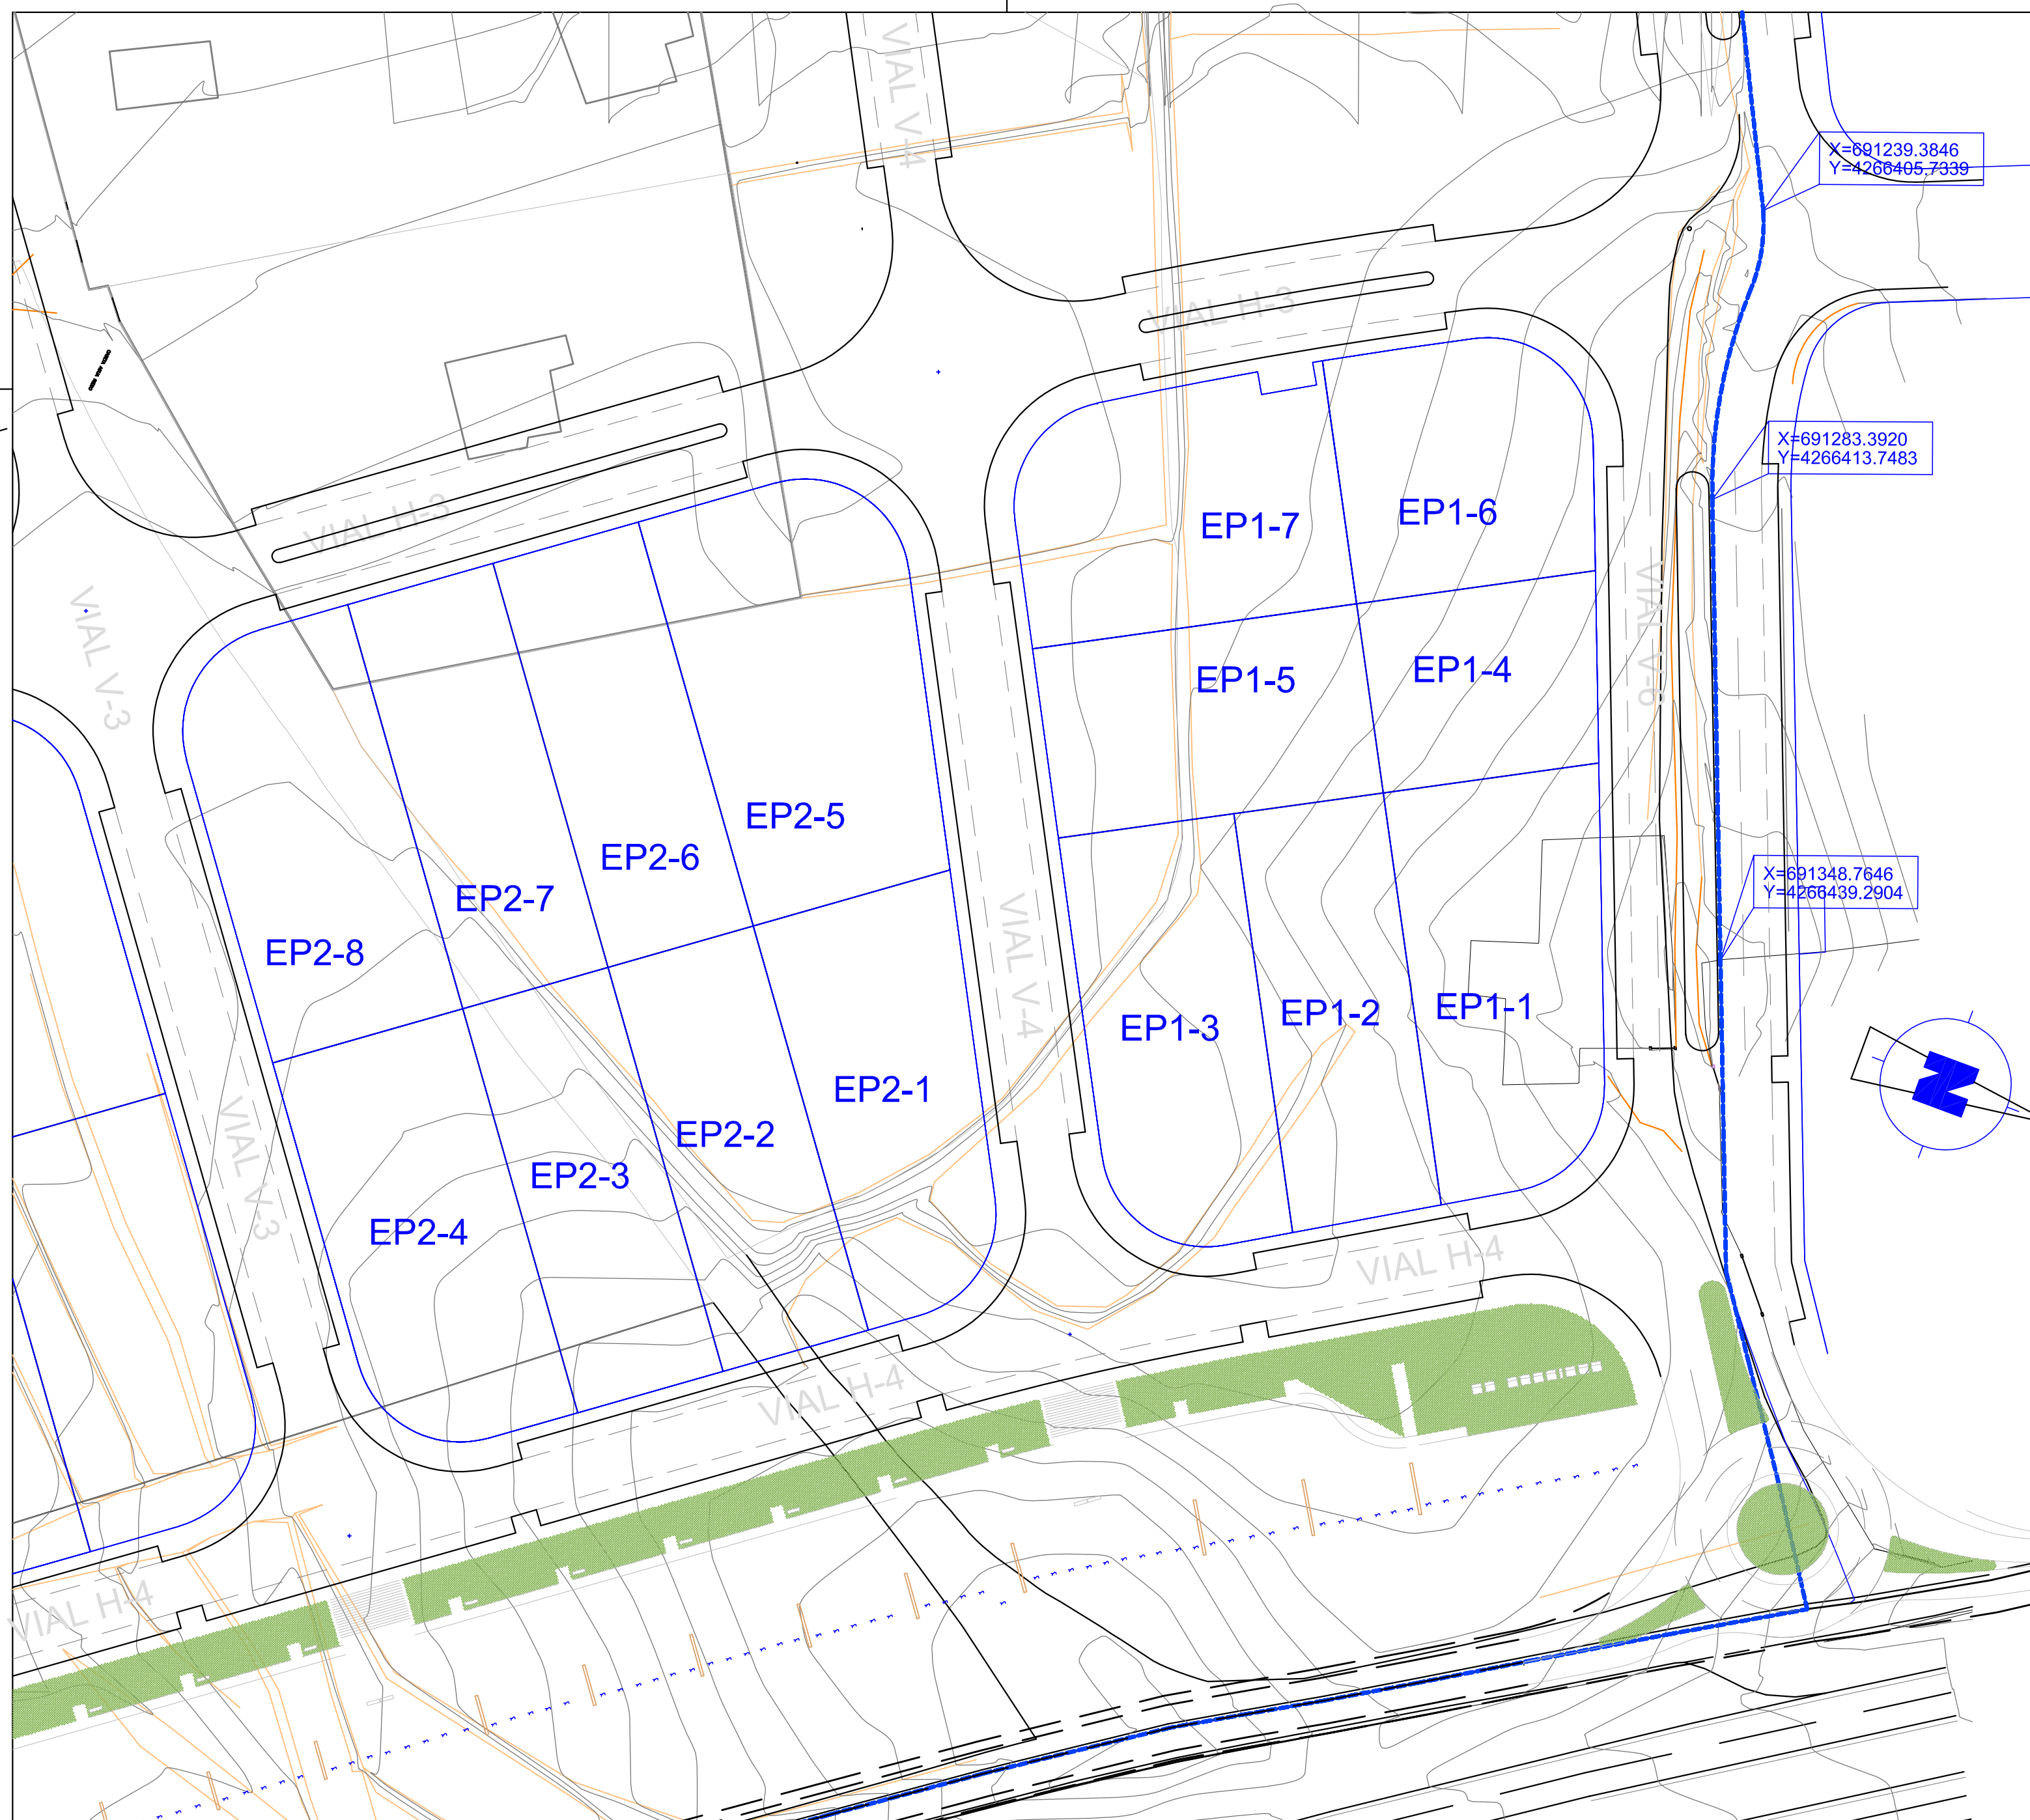 VIAL V-4
X=691239.3846
Y=4266405.7339
VIAL H-3
X=691283.3920
Y=4266413.7483
VIAL H-3
EP1-7
EP1-6
VIAL V-3
VIAL V-6
EP1-5
EP1-4
EP2-5
EP2-6
EP2-7
X=691348.7646
Y=4266439.2904
EP2-8
VIAL V-4
EP1-3
EP1-2
EP1-1
N
EP2-1
EP2-2
VIAL V-3
EP2-3
EP2-4
VIAL H-4
VIAL H-4
VIAL H-4